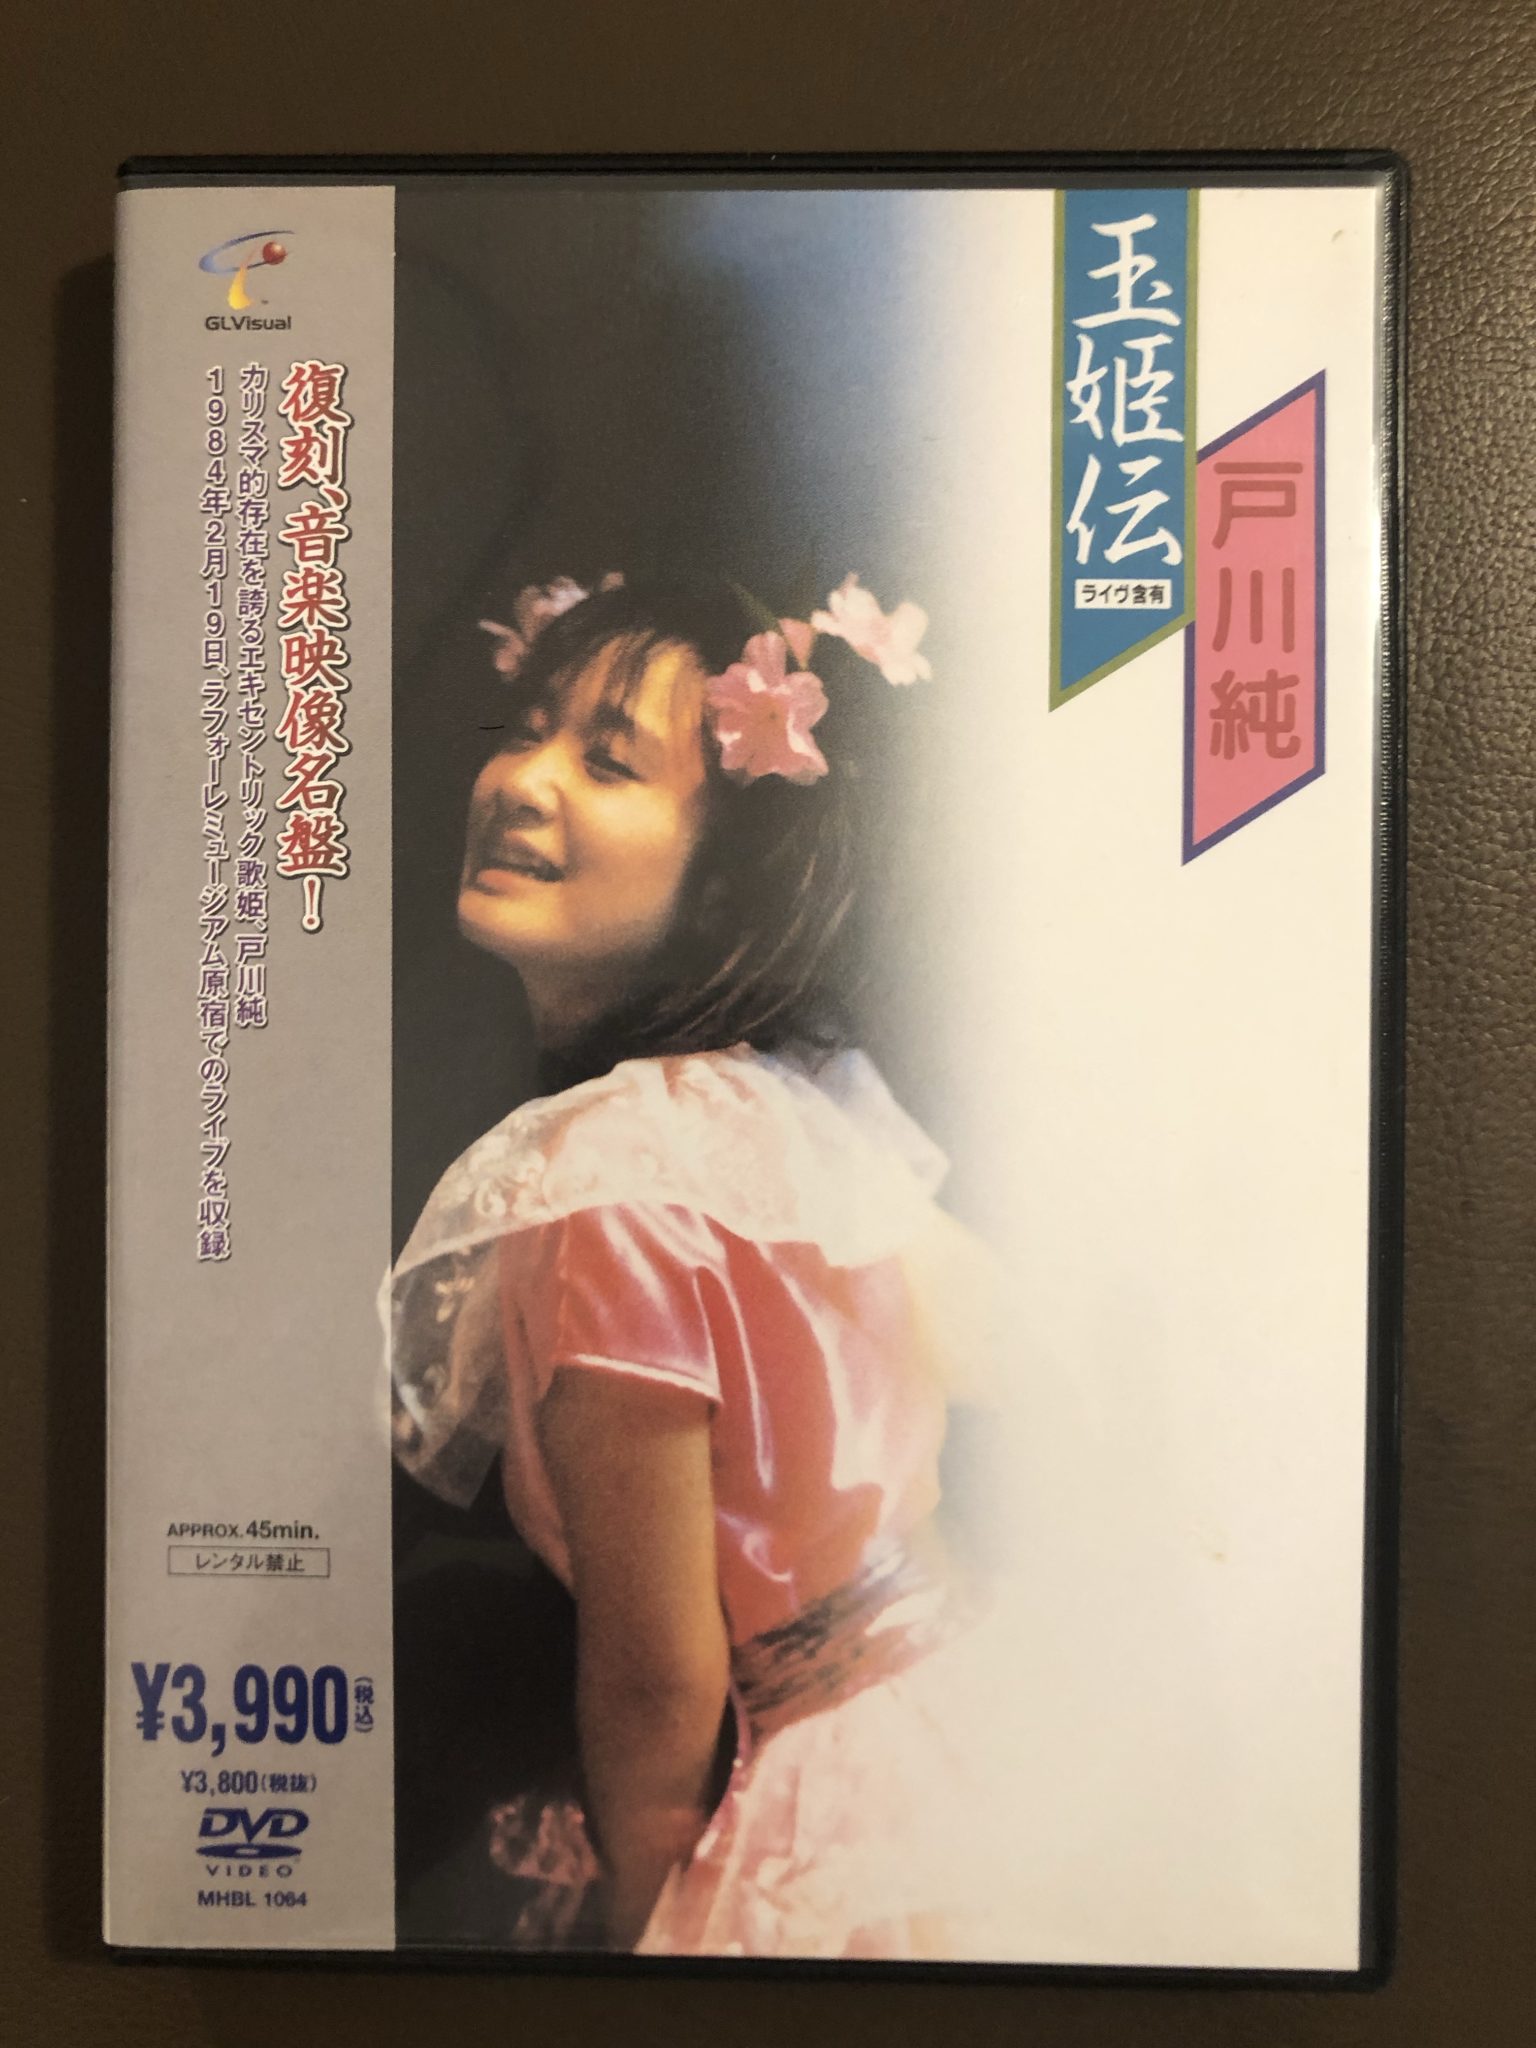 玉姫伝
ライヴ含有
戸川純
GLVisual
復刻、音楽映像名盤!
カリスマ的存在を誇るエキセントリック歌姫、戸川純
1984年2月19日、ラフォーレミュージアム原宿でのライブを収録
APPROX.45min.
レンタル禁止
¥3,990(税込)
¥3,800(税抜)
DVD
VIDEO
MHBL 1064